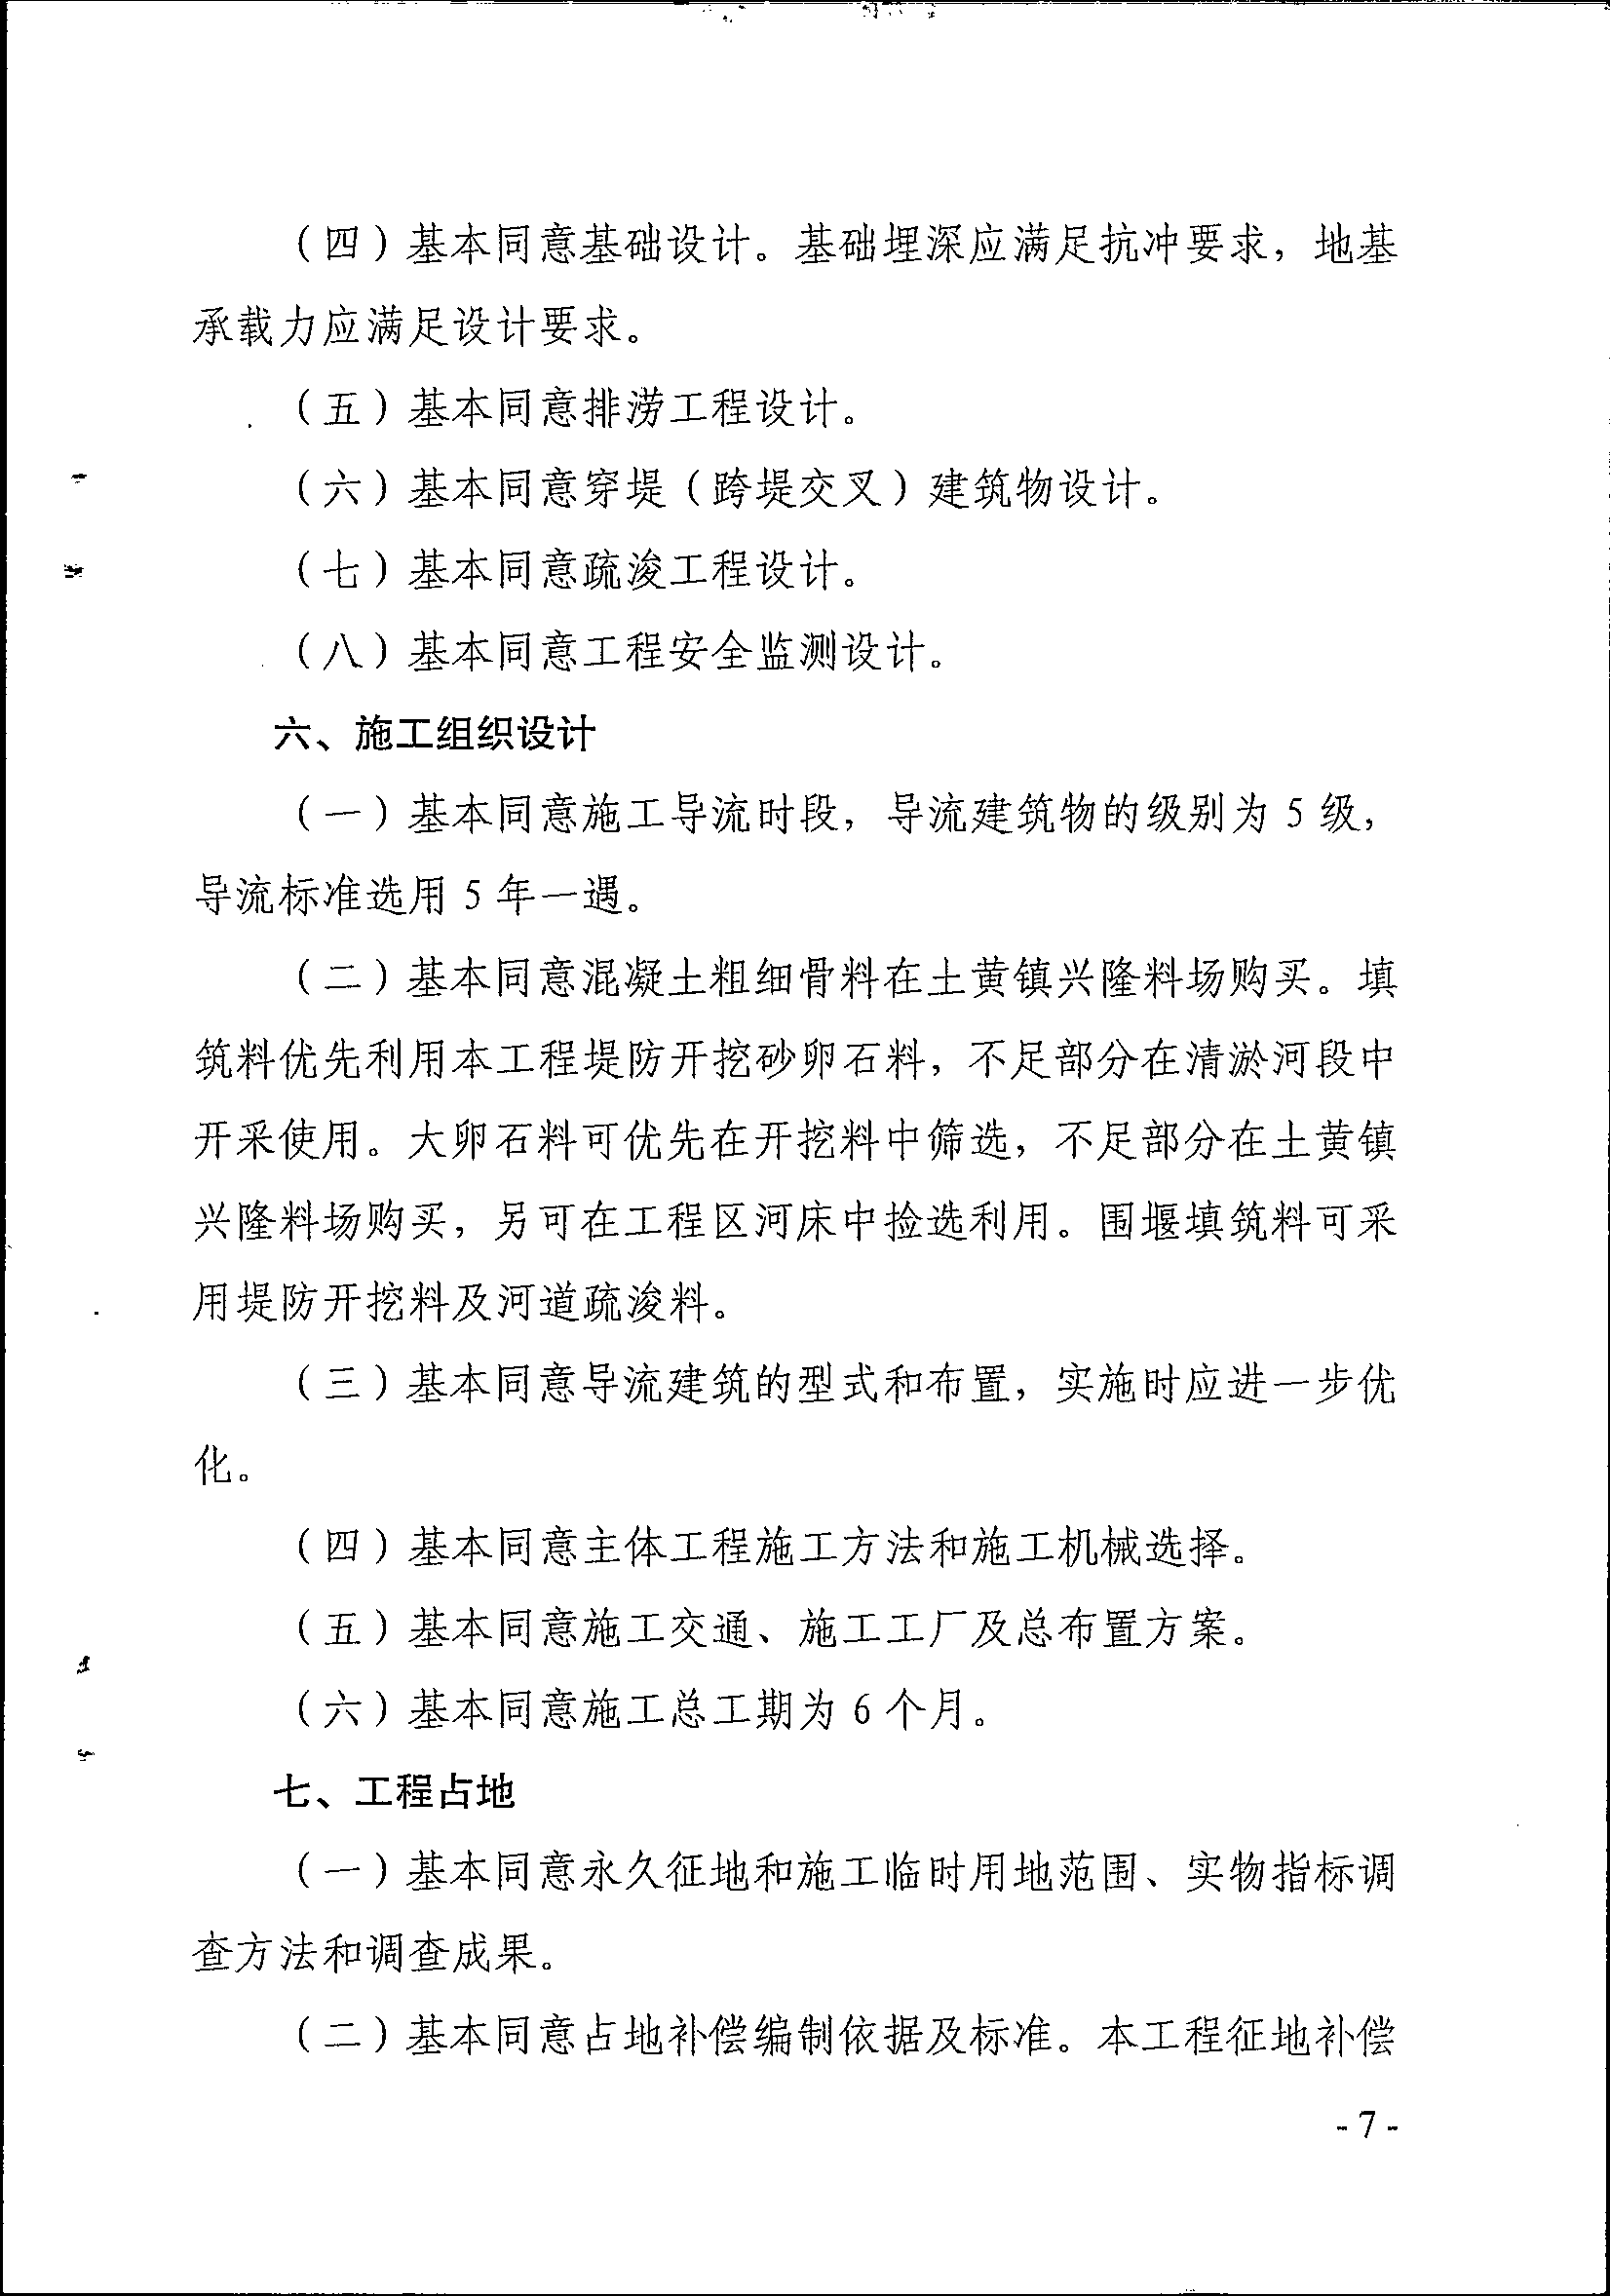 （四）基本同意基础设计。基础埋深应满足抗冲要求，地基
承载力应满足设计要求。
（五）基本同意排涝工程设计。
（六）基本同意穿堤（跨堤交叉）建筑物设计。
（七）基本同意疏浚工程设计。
（八）基本同意工程安全监测设计。
六、施工组织设计
（一）基本同意施工导流时段，导流建筑物的级别为 5 级，
导流标准选用 5 年一遇。
（二）基本同意混凝土粗细骨料在土黄镇兴隆料场购买。填
筑料优先利用本工程堤防开挖砂卵石料，不足部分在清淤河段中
开采使用。大卵石料可优先在开挖料中筛选，不足部分在土黄镇
兴隆料场购买，另可在工程区河床中捡选利用。围堰填筑料可采
用堤防开挖料及河道疏浚料。
（三）基本同意导流建筑的型式和布置，实施时应进一步优
化。
（四）基本同意主体工程施工方法和施工机械选择。
（五）基本同意施工交通、施工工厂及总布置方案。
（六）基本同意施工总工期为 6 个月。
七、工程占地
（一）基本同意永久征地和施工临时用地范围、实物指标调
查方法和调查成果。
（二）基本同意占地补偿编制依据及标准。本工程征地补偿
- 7 -